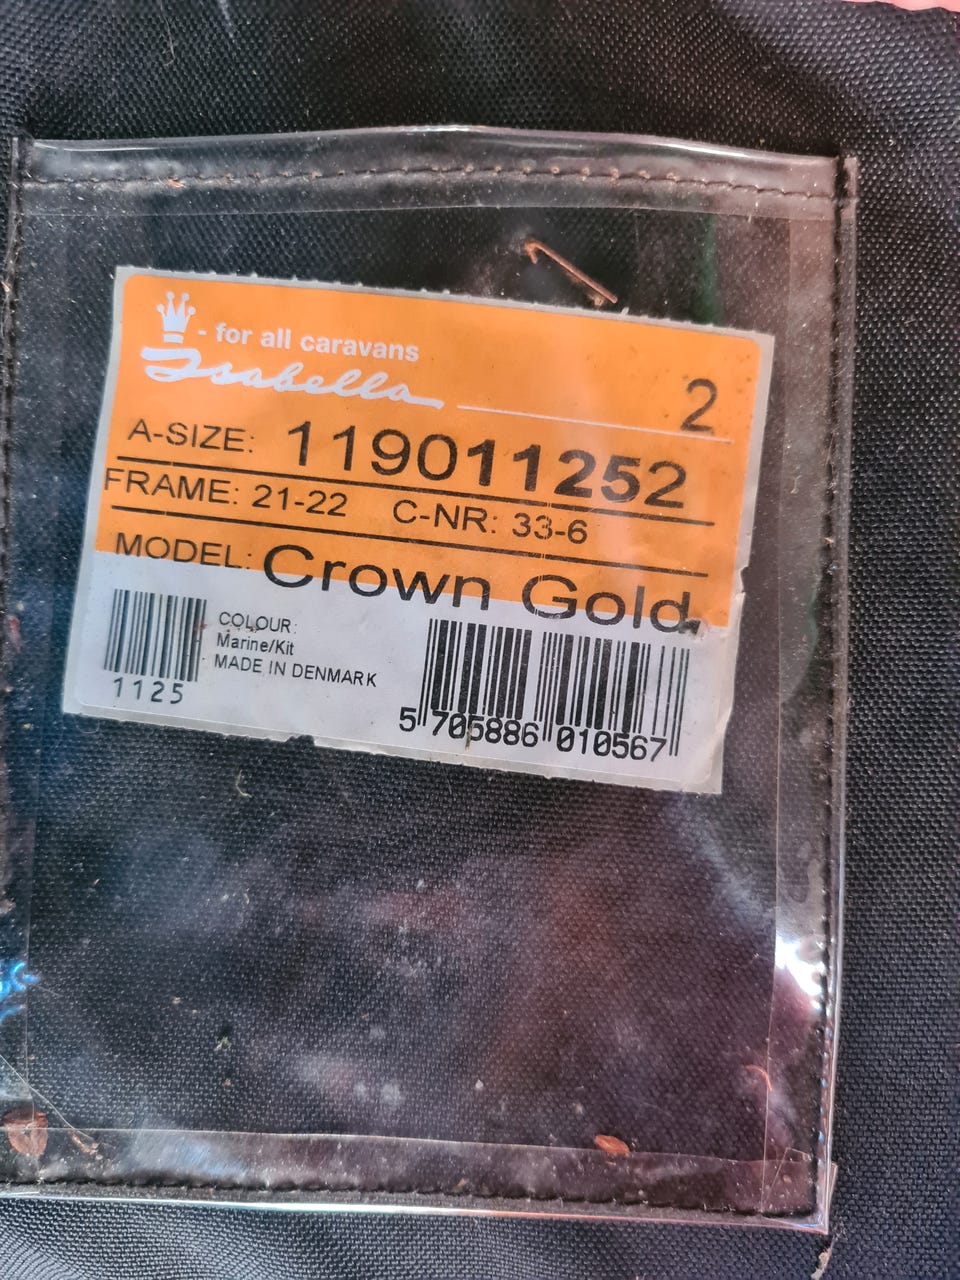 - for all caravans
Isabella
2
A-SIZE: 119011252
FRAME: 21-22 C-NR: 33-6
MODEL: Crown Gold
COLOUR:
Marine/Kit
MADE IN DENMARK
1125
5 705886 010567